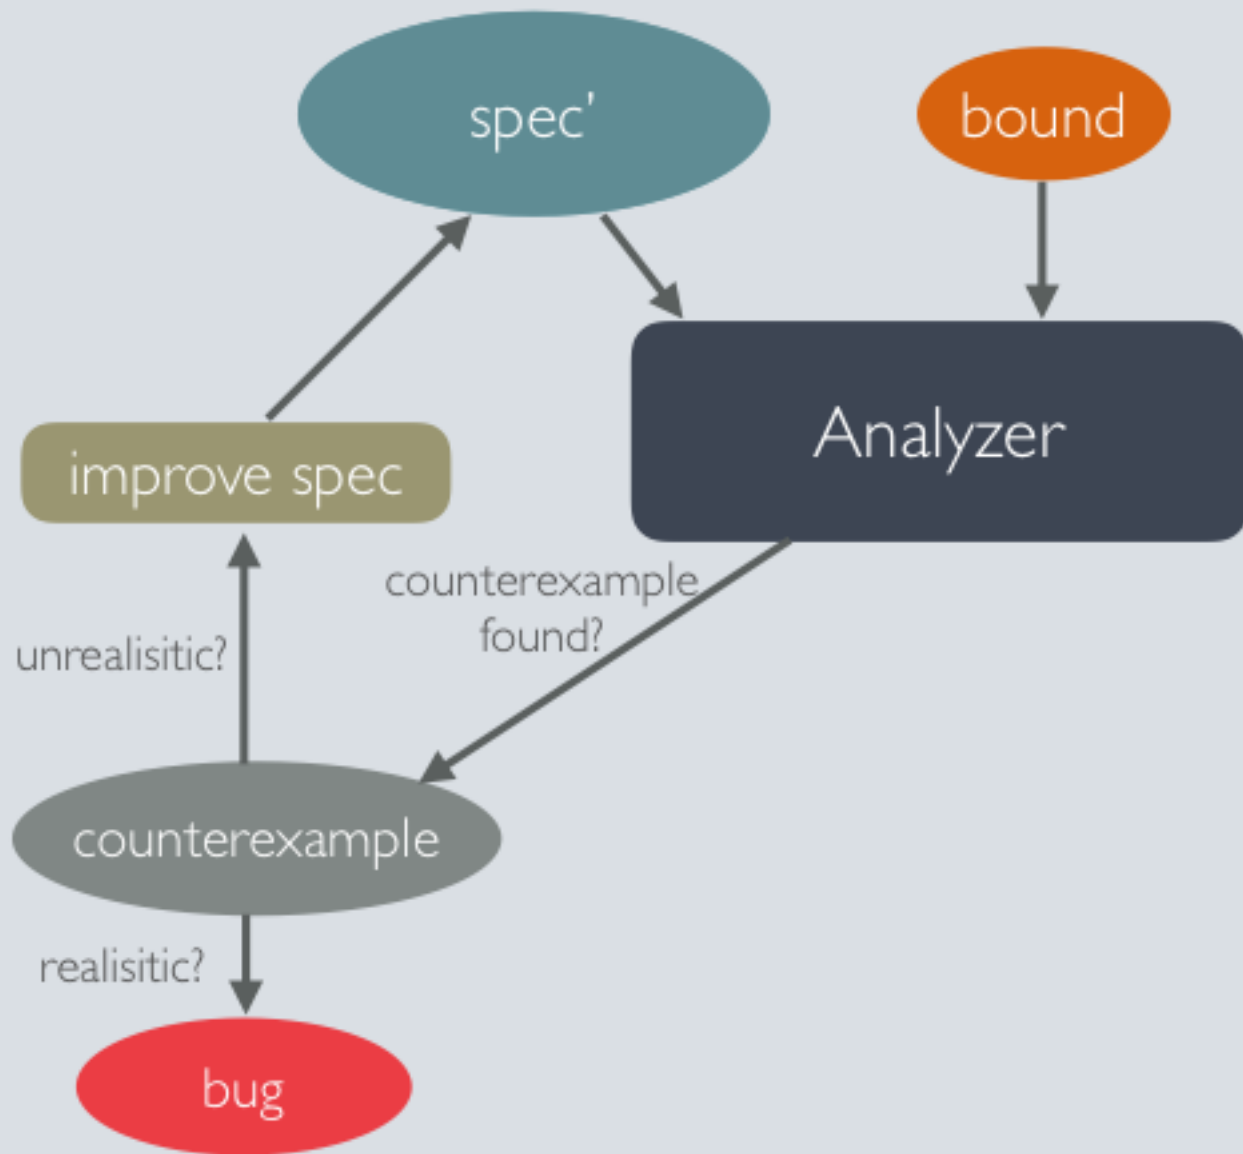 spec’
bound
Analyzer
improve spec
counterexample
found?
unrealisitic?
counterexample
realisitic?
bug